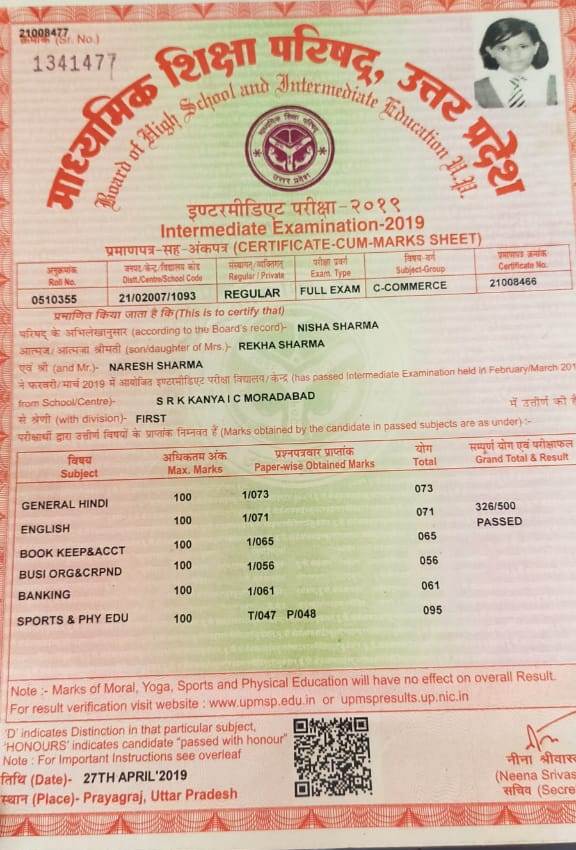 21008477
क्रमांक (Sr. No.)
1341477
माध्यमिक शिक्षा परिषद्, उत्तर प्रदेश
Board of High School and Intermediate Education U.P.
उत्तर प्रदेश
इण्टरमीडिएट परीक्षा-२०१९
Intermediate Examination-2019
प्रमाणपत्र-सह-अंकपत्र (CERTIFICATE-CUM-MARKS SHEET)
अनुक्रमांक जनपद/केन्द्र/विद्यालय कोड संस्थागत/व्यक्तिगत परीक्षा प्रकार विषय-वर्ग प्रमाणपत्र क्रमांक
Roll No. Distt./Centre/School Code Regular / Private Exam. Type Subject-Group Certificate No.
0510355 21/02007/1093 REGULAR FULL EXAM C-COMMERCE 21008466
प्रमाणित किया जाता है कि (This is to certify that)
परिषद् के अभिलेखानुसार (according to the Board's record)- NISHA SHARMA
आत्मज/ आत्मजा श्रीमती (son/daughter of Mrs.)- REKHA SHARMA
एवं श्री (and Mr.)- NARESH SHARMA
ने फरवरी/मार्च 2019 में आयोजित इण्टरमीडिएट परीक्षा विद्यालय/केन्द्र (has passed Intermediate Examination held in February/March 201
from School/Centre)- S R K KANYA I C MORADABAD में उत्तीर्ण की है
से श्रेणी (with division)- FIRST
परीक्षार्थी द्वारा उत्तीर्ण विषयों के प्राप्तांक निम्नवत हैं (Marks obtained by the candidate in passed subjects are as under) :-
विषय अधिकतम अंक प्रश्नपत्रवार प्राप्तांक योग सम्पूर्ण योग एवं परीक्षाफल
Subject Max. Marks Paper-wise Obtained Marks Total Grand Total & Result
GENERAL HINDI 100 1/073 073
ENGLISH 100 1/071 071 326/500
PASSED
BOOK KEEP&ACCT 100 1/065 065
BUSI ORG&CRPND 100 1/056 056
BANKING 100 1/061 061
SPORTS & PHY EDU 100 T/047 P/048 095
Note :- Marks of Moral, Yoga, Sports and Physical Education will have no effect on overall Result.
For result verification visit website : www.upmsp.edu.in or upmspresults.up.nic.in
'D' indicates Distinction in that particular subject,
'HONOURS' indicates candidate "passed with honour"
Note : For Important Instructions see overleaf
तिथि (Date)- 27TH APRIL'2019
स्थान (Place)- Prayagraj, Uttar Pradesh
नीना श्रीवास्
(Neena Srivas
सचिव (Secre